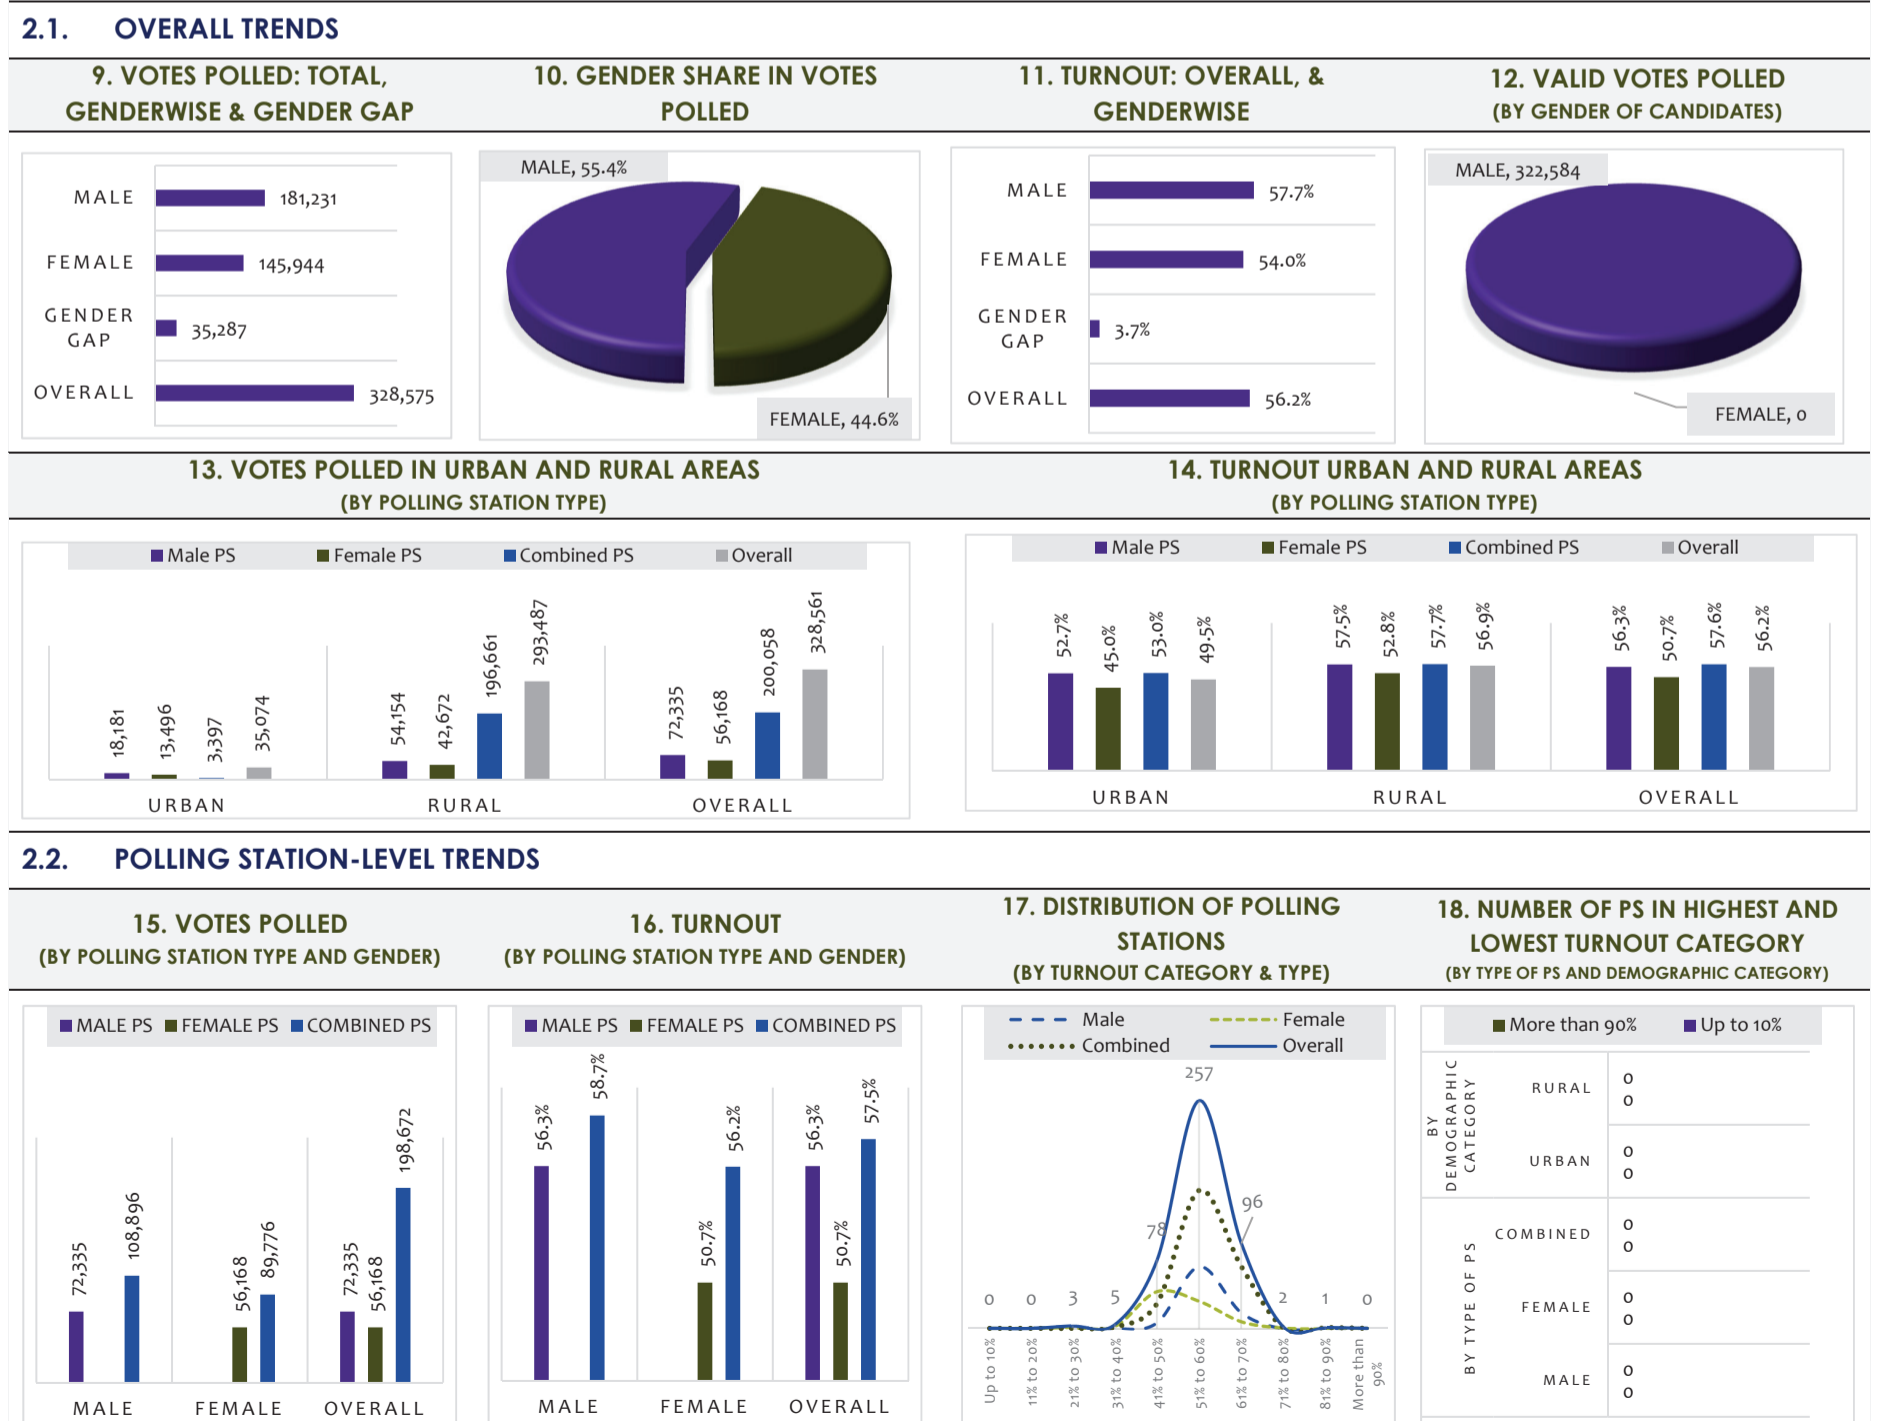 2.1. OVERALL TRENDS
9. VOTES POLLED: TOTAL,
GENDERWISE & GENDER GAP
10. GENDER SHARE IN VOTES
POLLED
11. TURNOUT: OVERALL, &
GENDERWISE
12. VALID VOTES POLLED
(BY GENDER OF CANDIDATES)
MALE 181,231
FEMALE 145,944
GENDER
GAP 35,287
OVERALL 328,575
MALE, 55.4%
FEMALE, 44.6%
MALE 57.7%
FEMALE 54.0%
GENDER
GAP 3.7%
OVERALL 56.2%
MALE, 322,584
FEMALE, 0
13. VOTES POLLED IN URBAN AND RURAL AREAS
(BY POLLING STATION TYPE)
14. TURNOUT URBAN AND RURAL AREAS
(BY POLLING STATION TYPE)
Male PS Female PS Combined PS Overall
18,181 13,496 3,397 35,074
54,154 42,672 196,661 293,487
72,335 56,168 200,058 328,561
URBAN RURAL OVERALL
Male PS Female PS Combined PS Overall
52.7% 45.0% 53.0% 49.5%
57.5% 52.8% 57.7% 56.9%
56.3% 50.7% 57.6% 56.2%
URBAN RURAL OVERALL
2.2. POLLING STATION-LEVEL TRENDS
15. VOTES POLLED
(BY POLLING STATION TYPE AND GENDER)
16. TURNOUT
(BY POLLING STATION TYPE AND GENDER)
17. DISTRIBUTION OF POLLING
STATIONS
(BY TURNOUT CATEGORY & TYPE)
18. NUMBER OF PS IN HIGHEST AND
LOWEST TURNOUT CATEGORY
(BY TYPE OF PS AND DEMOGRAPHIC CATEGORY)
MALE PS FEMALE PS COMBINED PS
72,335 108,896
56,168 89,776
72,335 56,168 198,672
MALE FEMALE OVERALL
MALE PS FEMALE PS COMBINED PS
56.3% 58.7%
50.7% 56.2%
56.3% 50.7% 57.5%
MALE FEMALE OVERALL
Male Female
Combined Overall
0 0 3 5 78 257 96 2 1 0
Up to 10%
11% to 20%
21% to 30%
31% to 40%
41% to 50%
51% to 60%
61% to 70%
71% to 80%
81% to 90%
More than
90%
More than 90% Up to 10%
BY
DEMOGRAPHIC
CATEGORY
RURAL 0
0
URBAN 0
0
BY TYPE OF PS
COMBINED 0
0
FEMALE 0
0
MALE 0
0